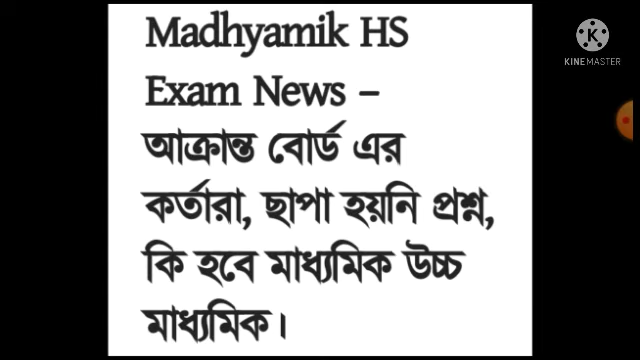 Madhyamik HS
Exam News –
আক্রান্ত বোর্ড এর
কর্তারা, ছাপা হয়নি প্রশ্ন,
কি হবে মাধ্যমিক উচ্চ
মাধ্যমিক।
K
KINEMASTER